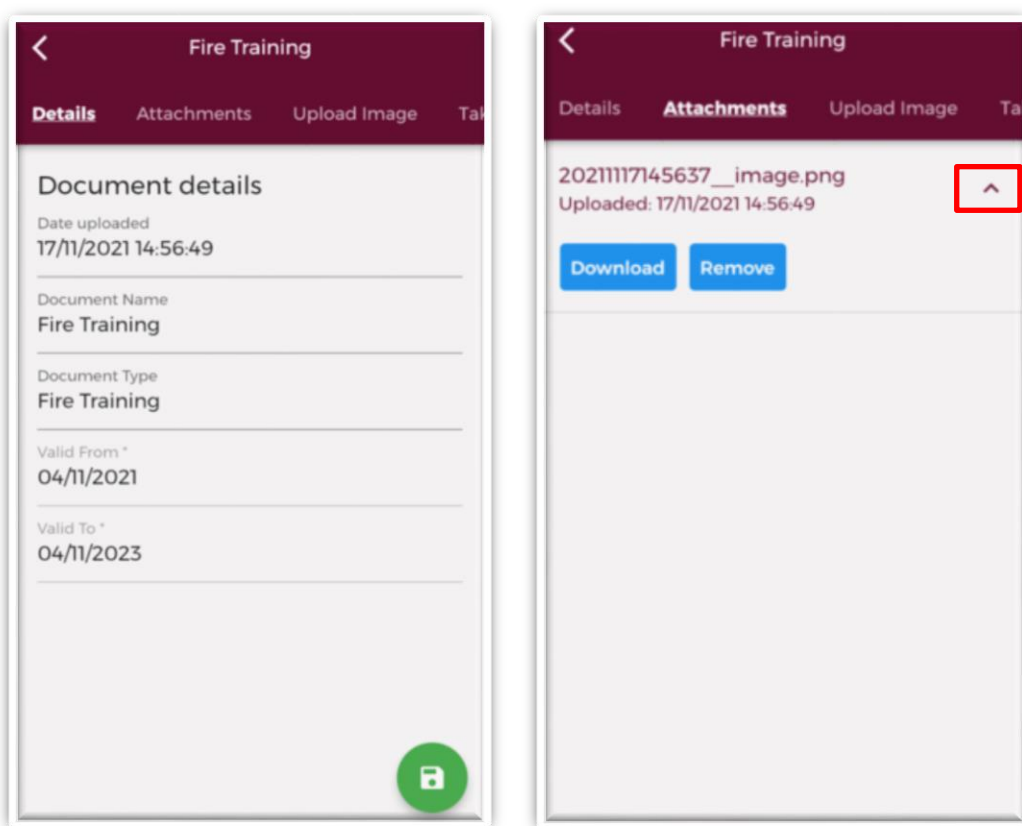 Fire Training
Details Attachments Upload Image Tak
Document details
Date uploaded
17/11/2021 14:56:49
Document Name
Fire Training
Document Type
Fire Training
Valid From *
04/11/2021
Valid To *
04/11/2023
Fire Training
Details Attachments Upload Image Ta
20211117145637__image.png
Uploaded: 17/11/2021 14:56:49
Download Remove